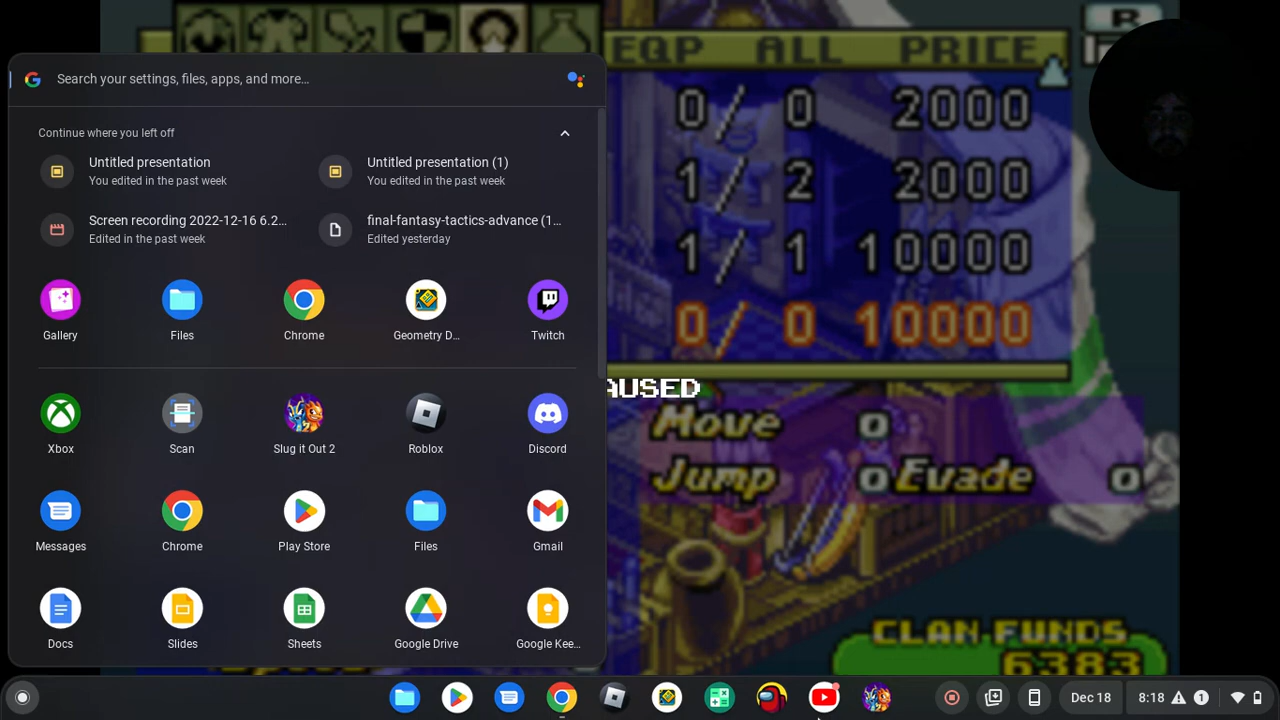 EQP ALL PRICE
R
0/ 0 2000
1/ 2 2000
1/ 1 10000
0/ 0 10000
AUSED
Move 0
Jump 0 Evade 0
CLAN FUNDS
6383
Search your settings, files, apps, and more...
Continue where you left off
Untitled presentation
You edited in the past week
Untitled presentation (1)
You edited in the past week
Screen recording 2022-12-16 6.2...
Edited in the past week
final-fantasy-tactics-advance (1...
Edited yesterday
Gallery Files Chrome Geometry D... Twitch
Xbox Scan Slug it Out 2 Roblox Discord
Messages Chrome Play Store Files Gmail
Docs Slides Sheets Google Drive Google Kee...
Dec 18 8:18 1